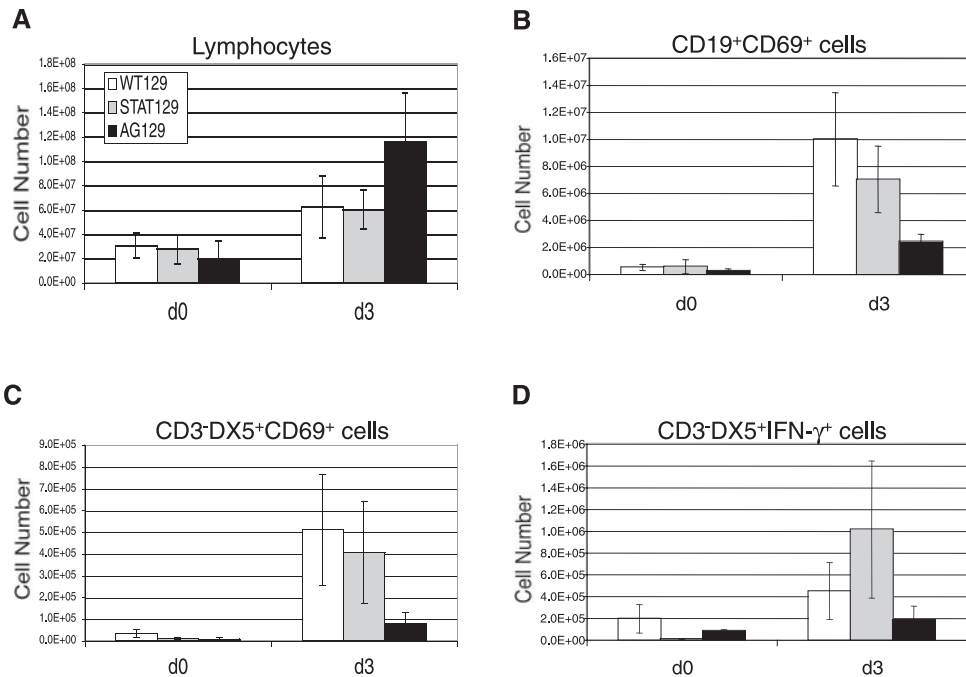 A
Lymphocytes
Cell Number
1.8E+08
1.6E+08
1.4E+08
1.2E+08
1.0E+08
8.0E+07
6.0E+07
4.0E+07
2.0E+07
0.0E+00
WT129
STAT129
AG129
d0 d3
B
CD19⁺CD69⁺ cells
Cell Number
1.6E+07
1.4E+07
1.2E+07
1.0E+07
8.0E+06
6.0E+06
4.0E+06
2.0E+06
0.0E+00
d0 d3
C
CD3⁻DX5⁺CD69⁺ cells
Cell Number
9.0E+05
8.0E+05
7.0E+05
6.0E+05
5.0E+05
4.0E+05
3.0E+05
2.0E+05
1.0E+05
0.0E+00
d0 d3
D
CD3⁻DX5⁺IFN-γ⁺ cells
Cell Number
1.8E+06
1.6E+06
1.4E+06
1.2E+06
1.0E+06
8.0E+05
6.0E+05
4.0E+05
2.0E+05
0.0E+00
d0 d3